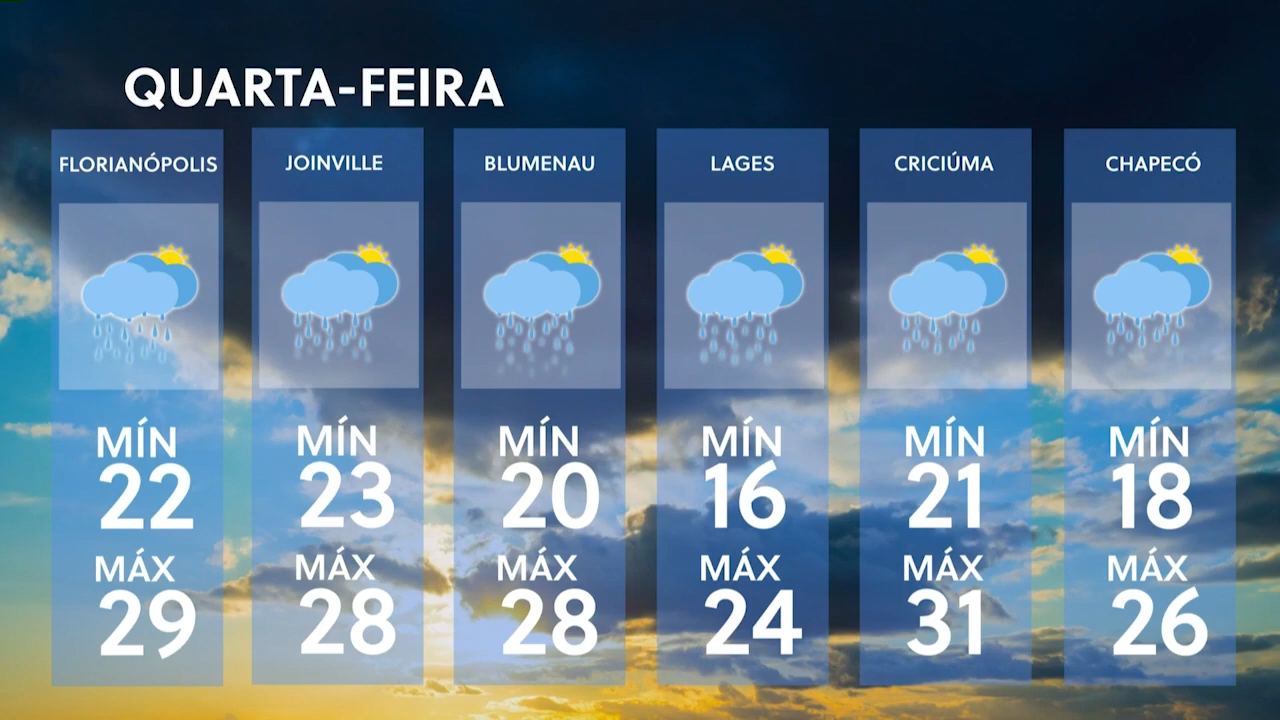 QUARTA-FEIRA
FLORIANÓPOLIS
MÍN
22
MÁX
29
JOINVILLE
MÍN
23
MÁX
28
BLUMENAU
MÍN
20
MÁX
28
LAGES
MÍN
16
MÁX
24
CRICIÚMA
MÍN
21
MÁX
31
CHAPECÓ
MÍN
18
MÁX
26